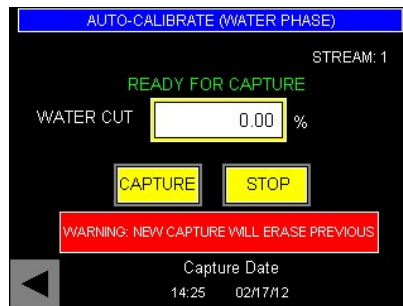 AUTO-CALIBRATE (WATER PHASE)
STREAM: 1
READY FOR CAPTURE
WATER CUT 0.00 %
CAPTURE STOP
WARNING: NEW CAPTURE WILL ERASE PREVIOUS
Capture Date
14:25 02/17/12